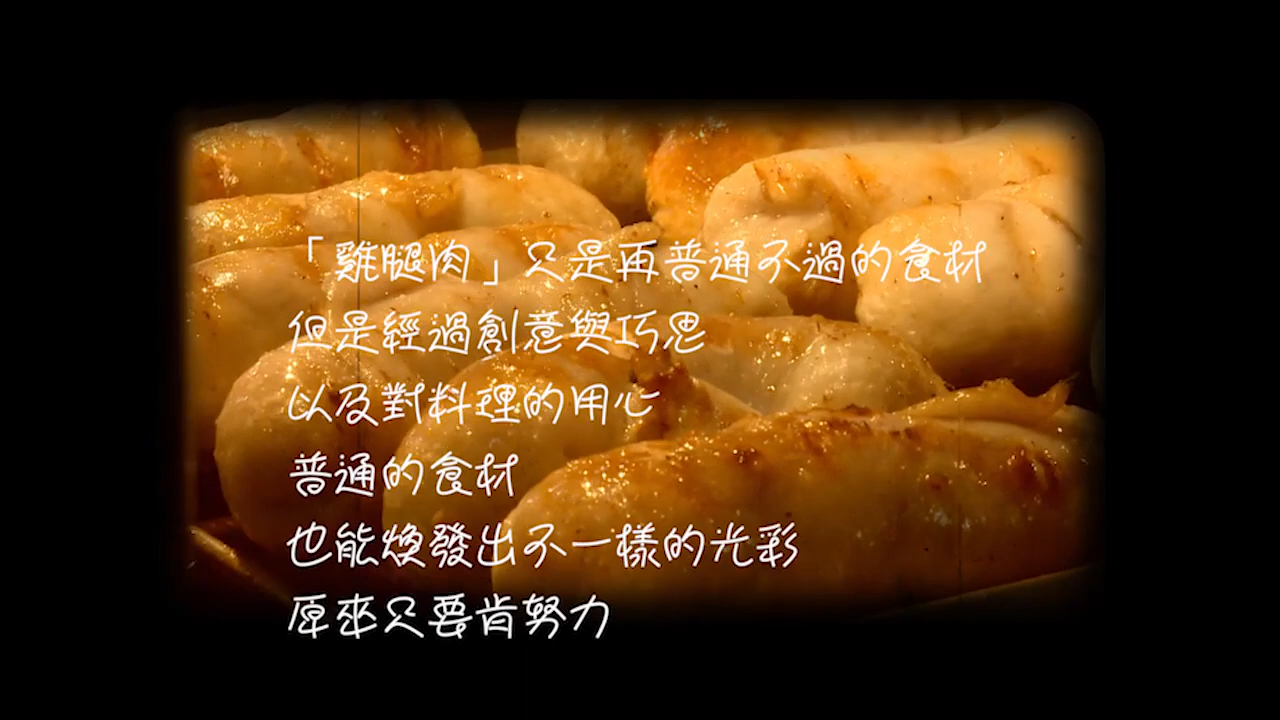 「雞腿肉」只是再普通不過的食材
但是經過創意與巧思
以及對料理的用心
普通的食材
也能煥發出不一樣的光彩
原來只要肯努力